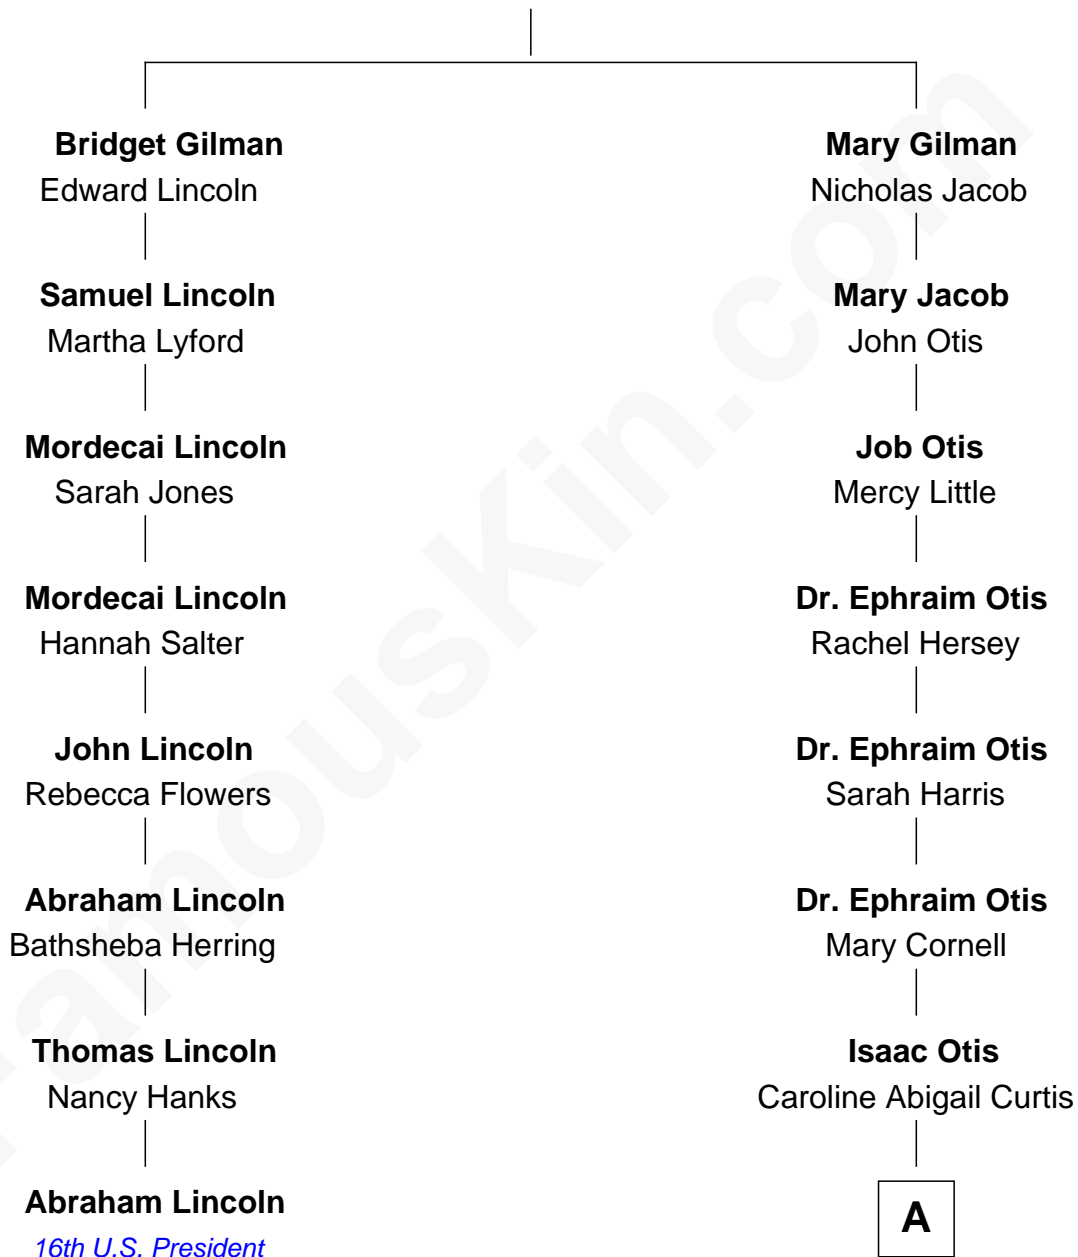 Bridget Gilman
Edward Lincoln
Mary Gilman
Nicholas Jacob
Samuel Lincoln
Martha Lyford
Mary Jacob
John Otis
Mordecai Lincoln
Sarah Jones
Job Otis
Mercy Little
Mordecai Lincoln
Hannah Salter
Dr. Ephraim Otis
Rachel Hersey
John Lincoln
Rebecca Flowers
Dr. Ephraim Otis
Sarah Harris
Abraham Lincoln
Bathsheba Herring
Dr. Ephraim Otis
Mary Cornell
Thomas Lincoln
Nancy Hanks
Isaac Otis
Caroline Abigail Curtis
Abraham Lincoln
16th U.S. President
A
FamousKin.com